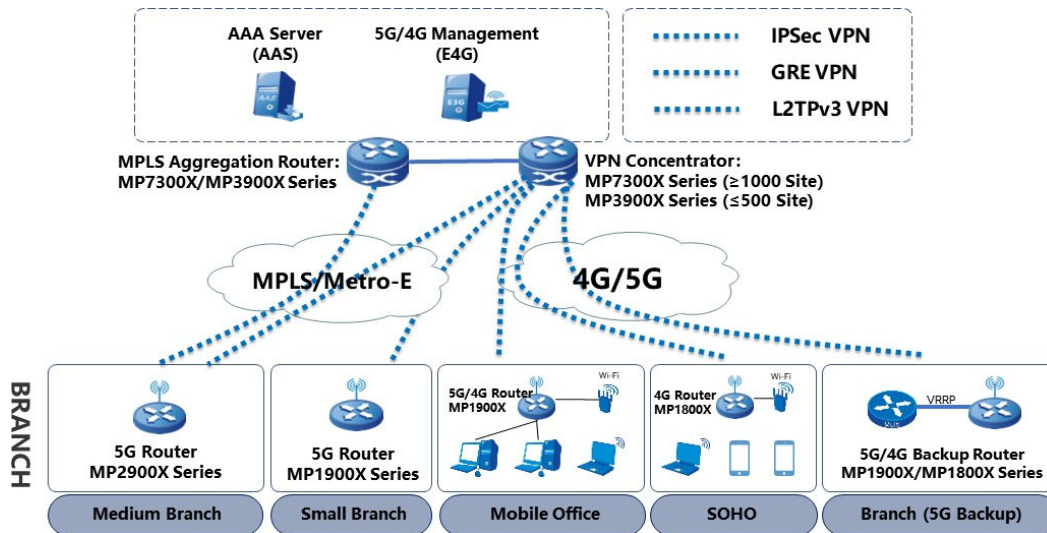 AAA Server
(AAS)
5G/4G Management
(E4G)
IPSec VPN
GRE VPN
L2TPv3 VPN
AAS
E3G
MPLS Aggregation Router:
MP7300X/MP3900X Series
VPN Concentrator:
MP7300X Series (≥1000 Site)
MP3900X Series (≤500 Site)
MPLS/Metro-E
4G/5G
BRANCH
5G Router
MP2900X Series
5G Router
MP1900X Series
5G/4G Router
MP1900X
Wi-Fi
4G Router
MP1800X
Wi-Fi
VRRP
Multi
5G/4G Backup Router
MP1900X/MP1800X Series
Medium Branch
Small Branch
Mobile Office
SOHO
Branch (5G Backup)